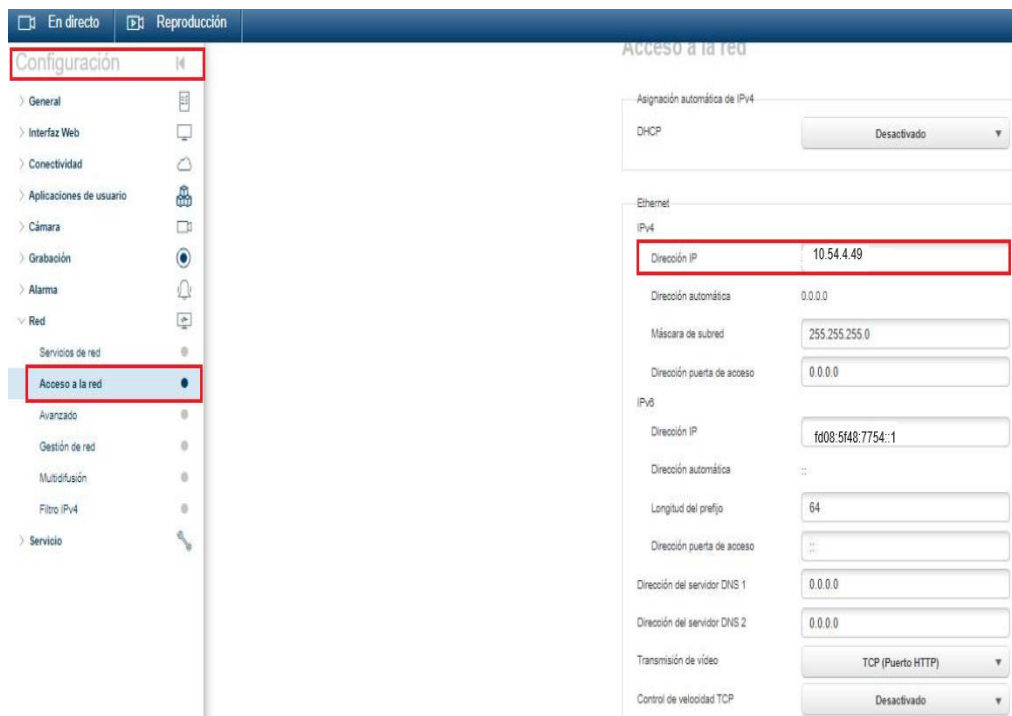 En directo Reproducción
Configuración
General
Interfaz Web
Conectividad
Aplicaciones de usuario
Cámara
Grabación
Alarma
Red
Servicios de red
Acceso a la red
Avanzado
Gestión de red
Multidifusión
Filtro IPv4
Servicio
Acceso a la red
Asignación automática de IPv4
DHCP Desactivado
Ethernet
IPv4
Dirección IP 10.54.4.49
Dirección automática 0.0.0.0
Máscara de subred 255.255.255.0
Dirección puerta de acceso 0.0.0.0
IPv6
Dirección IP fd08:5f48:7754::1
Dirección automática ::
Longitud del prefijo 64
Dirección puerta de acceso ::
Dirección del servidor DNS 1 0.0.0.0
Dirección del servidor DNS 2 0.0.0.0
Transmisión de vídeo TCP (Puerto HTTP)
Control de velocidad TCP Desactivado